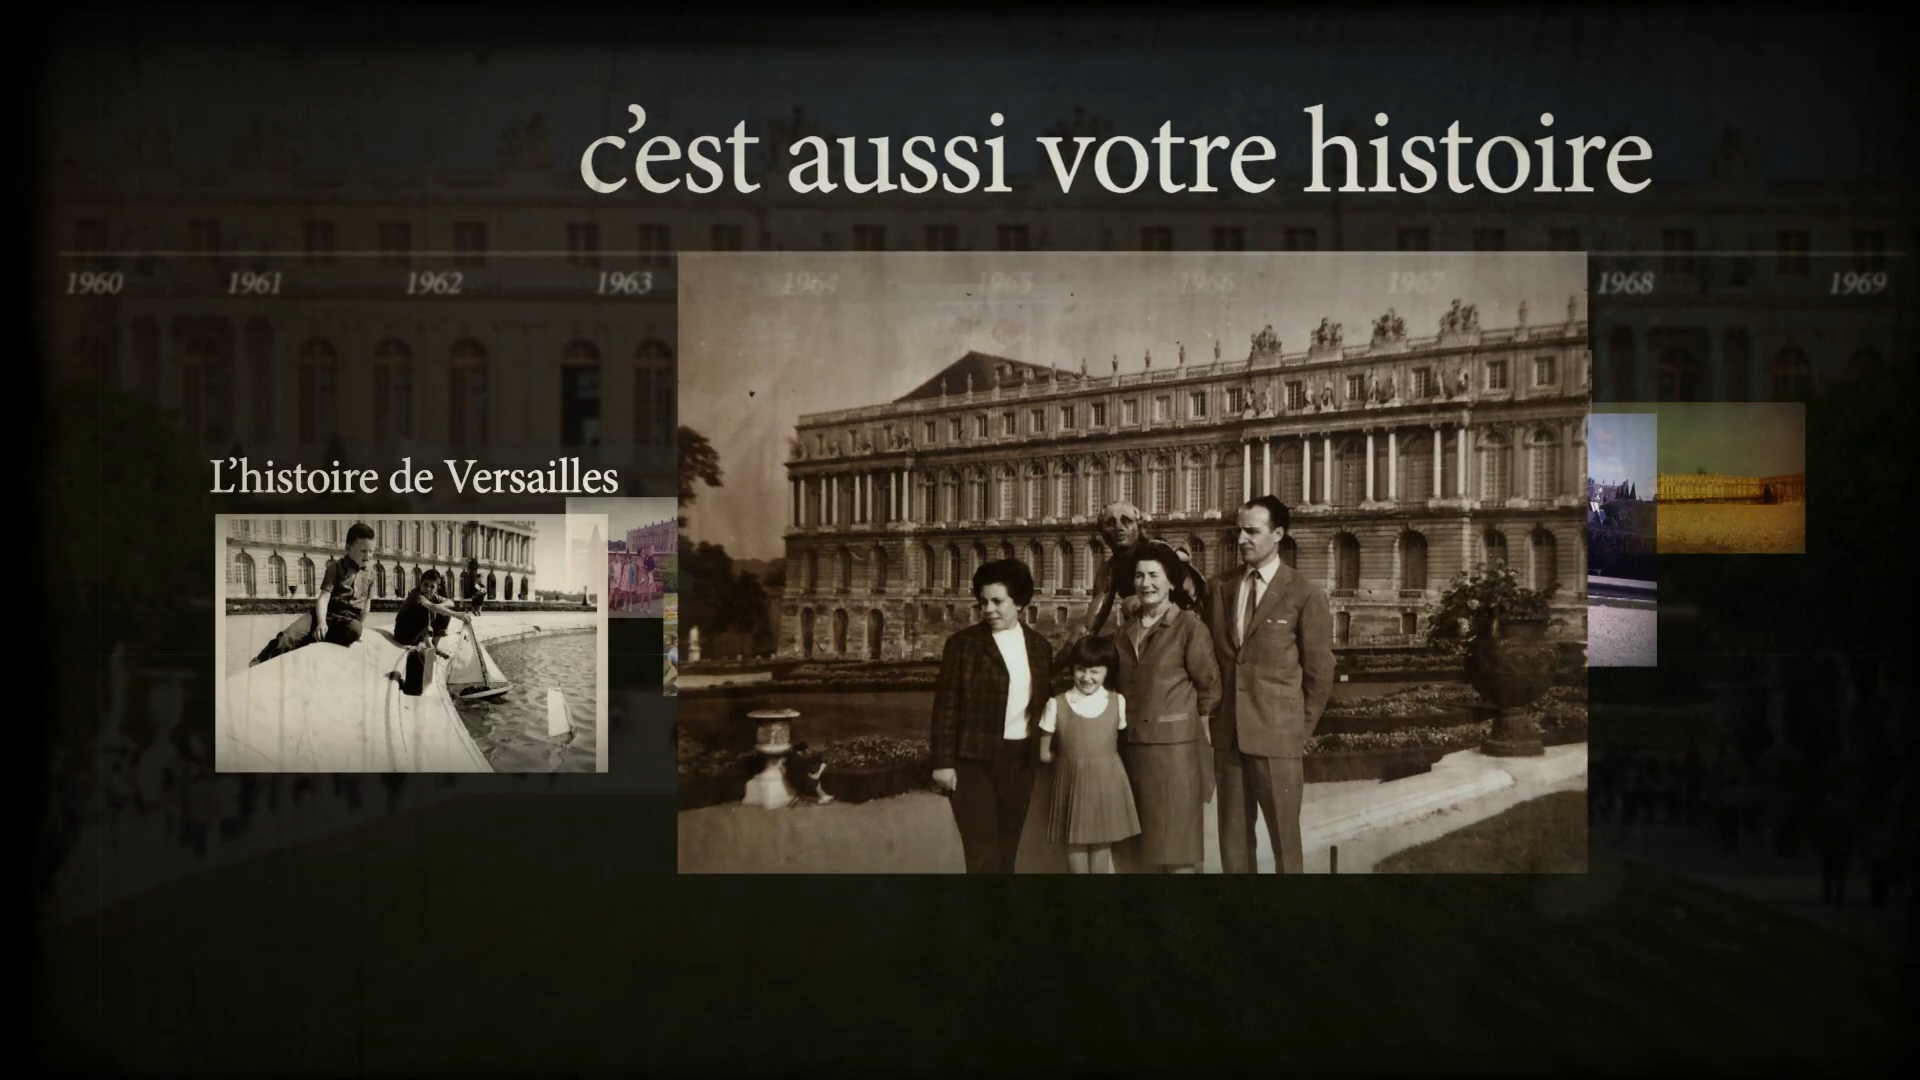 c'est aussi votre histoire
1960 1961 1962 1963 1964 1965 1966 1967 1968 1969
L'histoire de Versailles